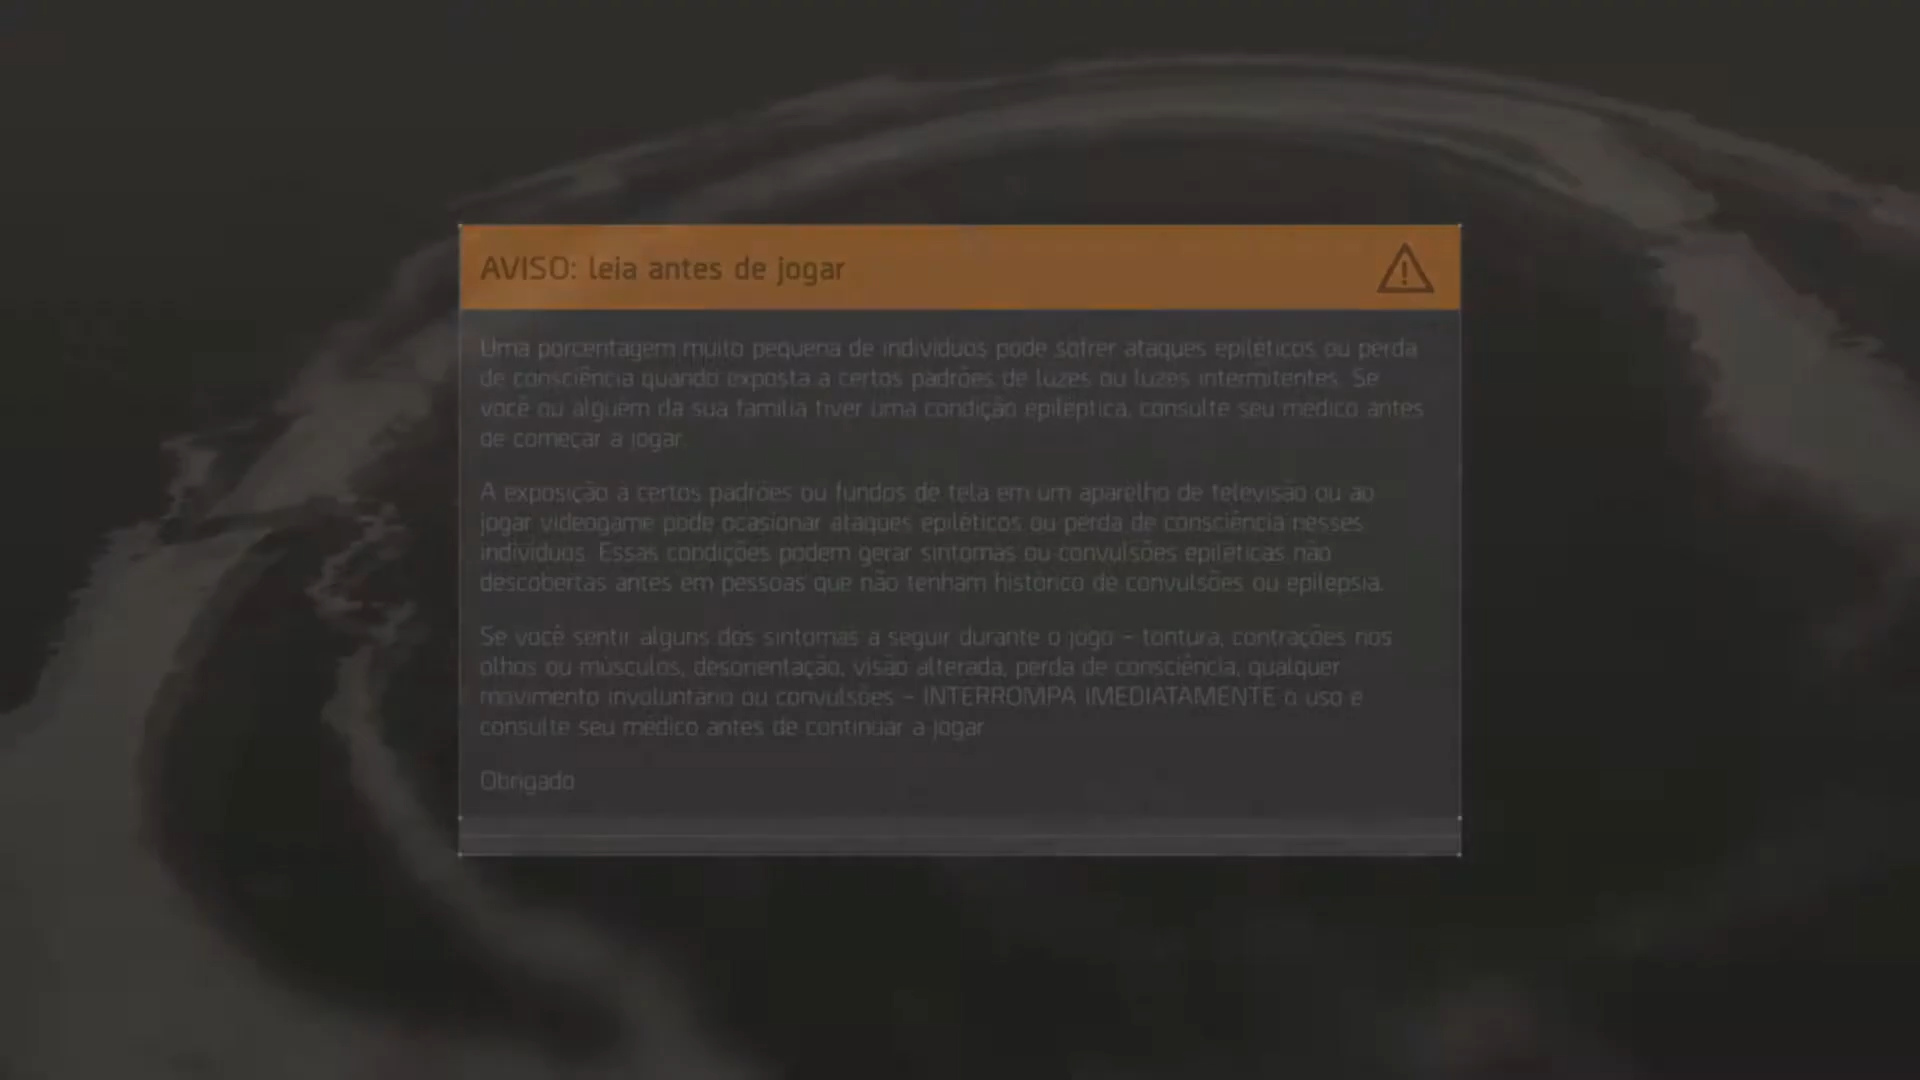 AVISO: leia antes de jogar
Uma porcentagem muito pequena de indivíduos pode sofrer ataques epiléticos ou perda
de consciência quando exposta a certos padrões de luzes ou luzes intermitentes. Se
você ou alguém da sua família tiver uma condição epiléptica, consulte seu médico antes
de começar a jogar.
A exposição a certos padrões ou fundos de tela em um aparelho de televisão ou ao
jogar videogame pode ocasionar ataques epiléticos ou perda de consciência nesses
indivíduos. Essas condições podem gerar sintomas ou convulsões epiléticas não
descobertas antes em pessoas que não tenham histórico de convulsões ou epilepsia.
Se você sentir alguns dos sintomas a seguir durante o jogo – tontura, contrações nos
olhos ou músculos, desorientação, visão alterada, perda de consciência, qualquer
movimento involuntário ou convulsões – INTERROMPA IMEDIATAMENTE o uso e
consulte seu médico antes de continuar a jogar.
Obrigado